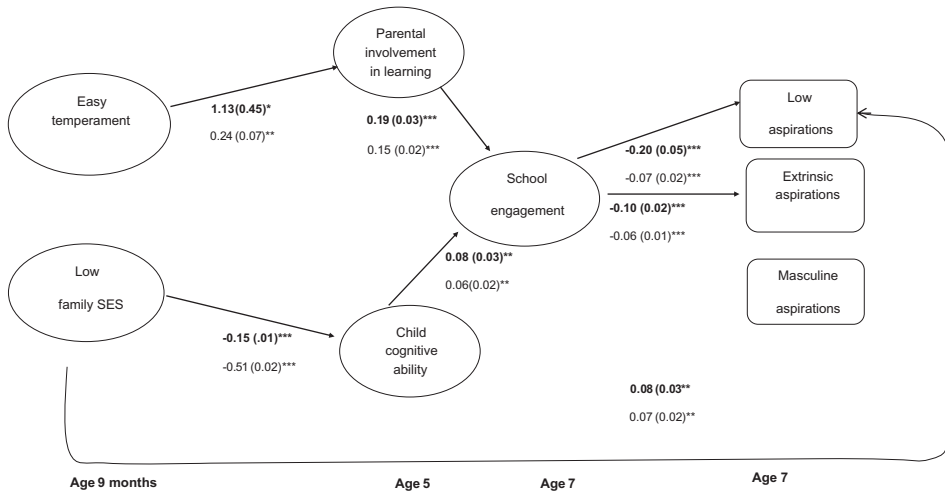 Parental
involvement
in learning
Easy
temperament
1.13(0.45)*
0.24 (0.07)**
0.19 (0.03)***
0.15 (0.02)***
Low
aspirations
-0.20 (0.05)***
-0.07 (0.02)***
School
engagement
Extrinsic
aspirations
-0.10 (0.02)***
-0.06 (0.01)***
Low
family SES
0.08 (0.03)**
0.06(0.02)**
Masculine
aspirations
-0.15 (.01)***
-0.51 (0.02)***
Child
cognitive
ability
0.08 (0.03**
0.07 (0.02)**
Age 9 months
Age 5
Age 7
Age 7